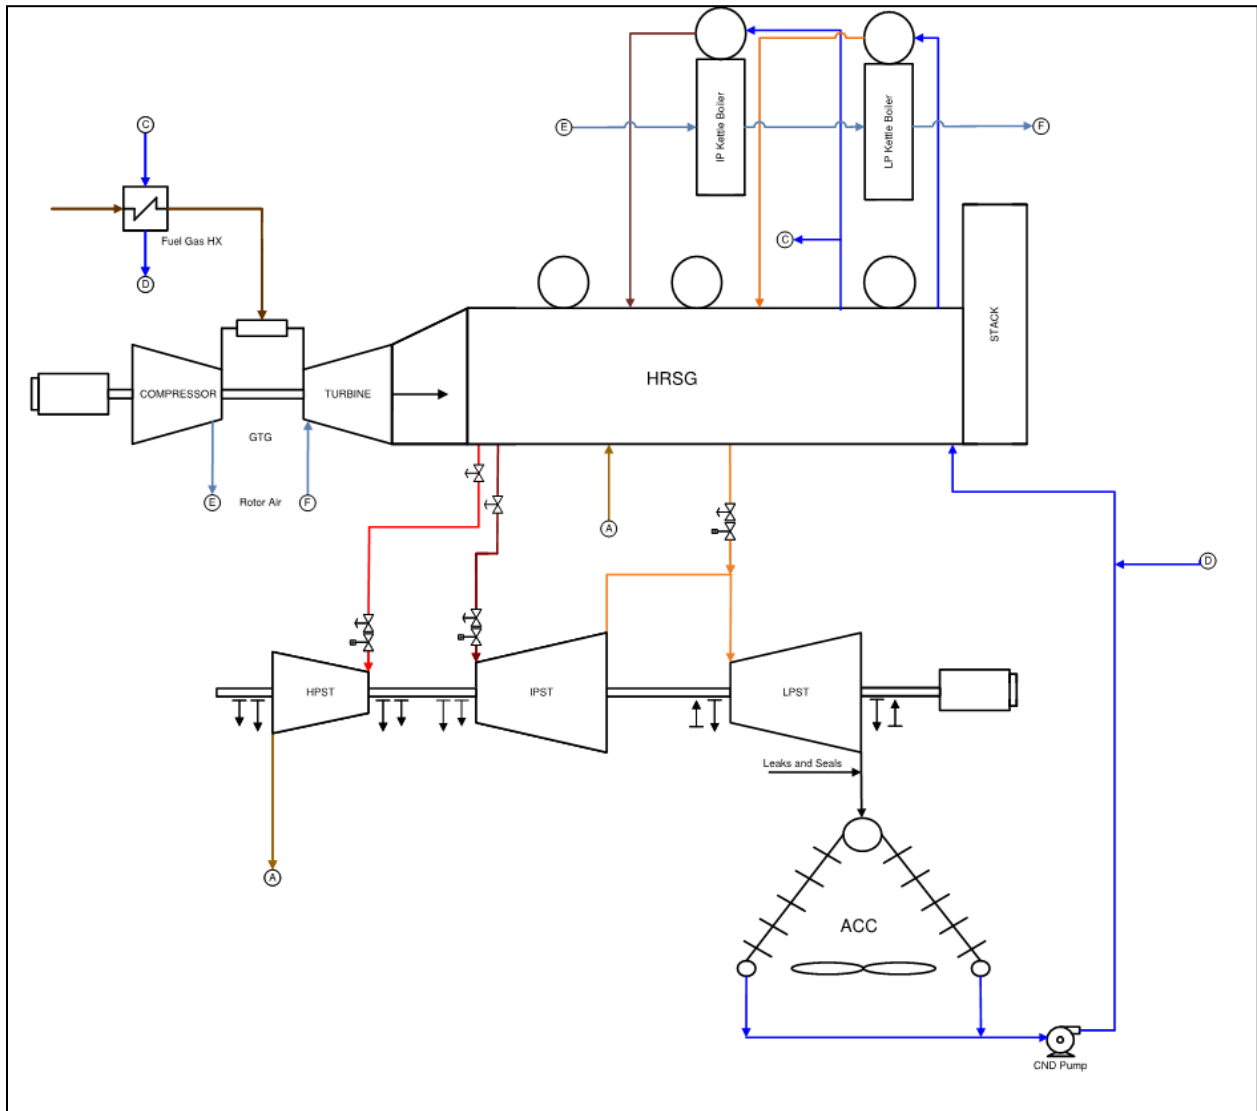 IP Kettle Boiler
LP Kettle Boiler
E
F
C
Fuel Gas HX
D
C
STACK
HRSG
COMPRESSOR
TURBINE
GTG
E
Rotor Air
F
A
D
HPST
IPST
LPST
Leaks and Seals
A
ACC
CND Pump